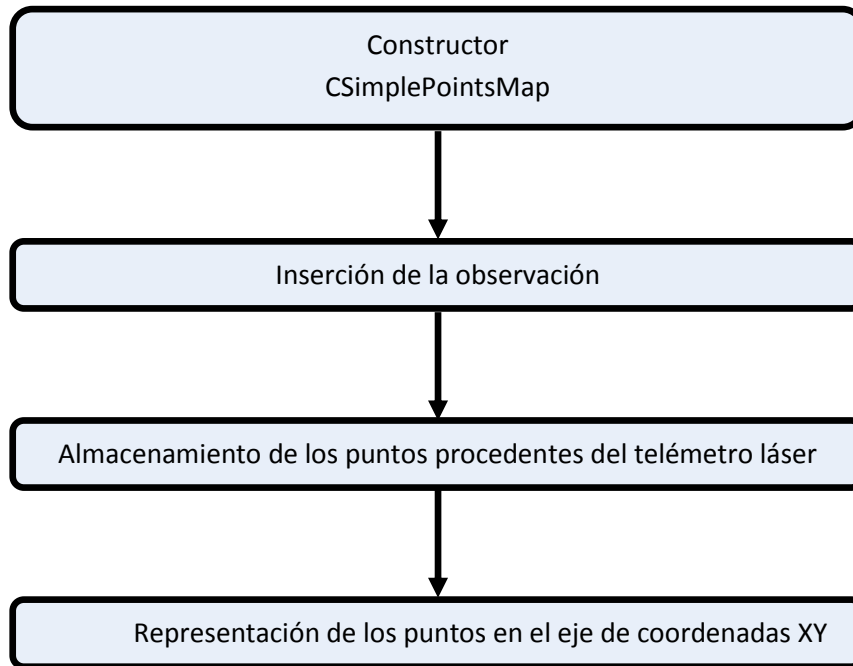 Constructor
CSimplePointsMap
Inserción de la observación
Almacenamiento de los puntos procedentes del telémetro láser
Representación de los puntos en el eje de coordenadas XY